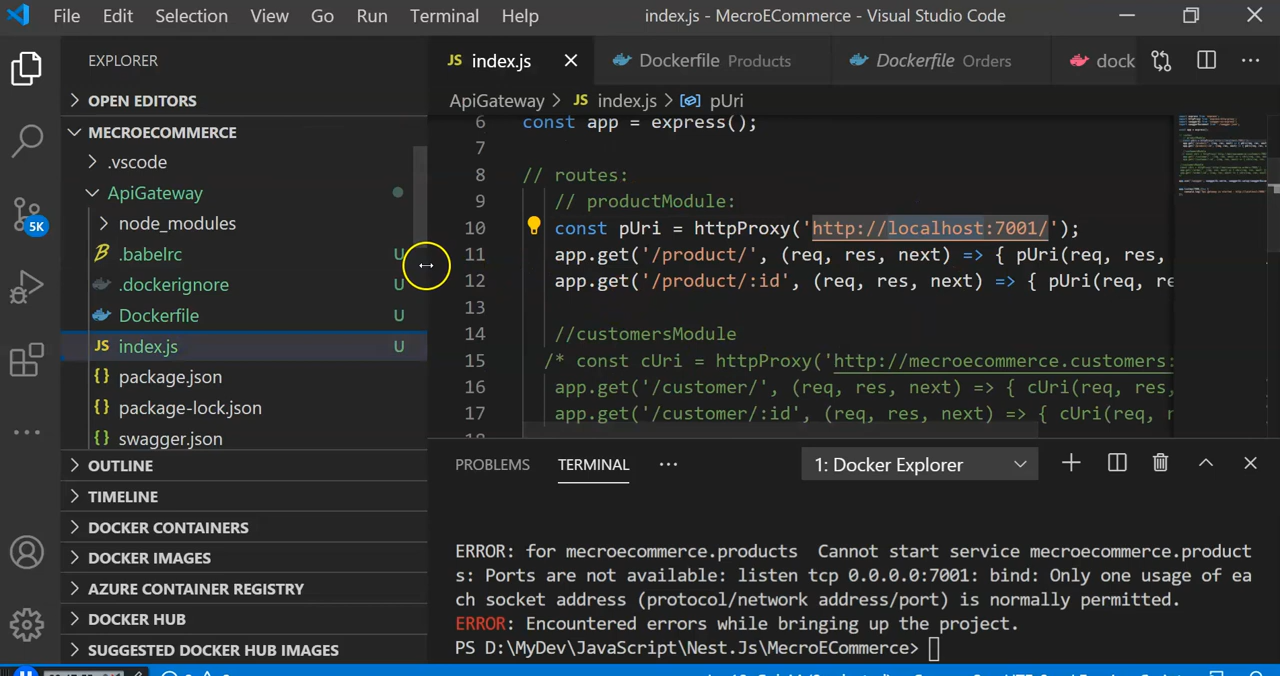 File Edit Selection View Go Run Terminal Help index.js - MecroECommerce - Visual Studio Code
EXPLORER
OPEN EDITORS
MECROECOMMERCE
.vscode
ApiGateway
node_modules
.babelrc U
.dockerignore U
Dockerfile U
JS index.js U
{} package.json
{} package-lock.json
{} swagger.json
OUTLINE
TIMELINE
DOCKER CONTAINERS
DOCKER IMAGES
AZURE CONTAINER REGISTRY
DOCKER HUB
SUGGESTED DOCKER HUB IMAGES
5K
JS index.js Dockerfile Products Dockerfile Orders dock
ApiGateway > JS index.js > pUri
6 const app = express();
7
8 // routes:
9 // productModule:
10 const pUri = httpProxy('http://localhost:7001/');
11 app.get('/product/', (req, res, next) => { pUri(req, res,
12 app.get('/product/:id', (req, res, next) => { pUri(req, re
13
14 //customersModule
15 /* const cUri = httpProxy('http://mecroecommerce.customers:
16 app.get('/customer/', (req, res, next) => { cUri(req, res,
17 app.get('/customer/:id', (req, res, next) => { cUri(req, r
PROBLEMS TERMINAL 1: Docker Explorer
ERROR: for mecroecommerce.products Cannot start service mecroecommerce.product
s: Ports are not available: listen tcp 0.0.0.0:7001: bind: Only one usage of ea
ch socket address (protocol/network address/port) is normally permitted.
ERROR: Encountered errors while bringing up the project.
PS D:\MyDev\JavaScript\Nest.Js\MecroECommerce>